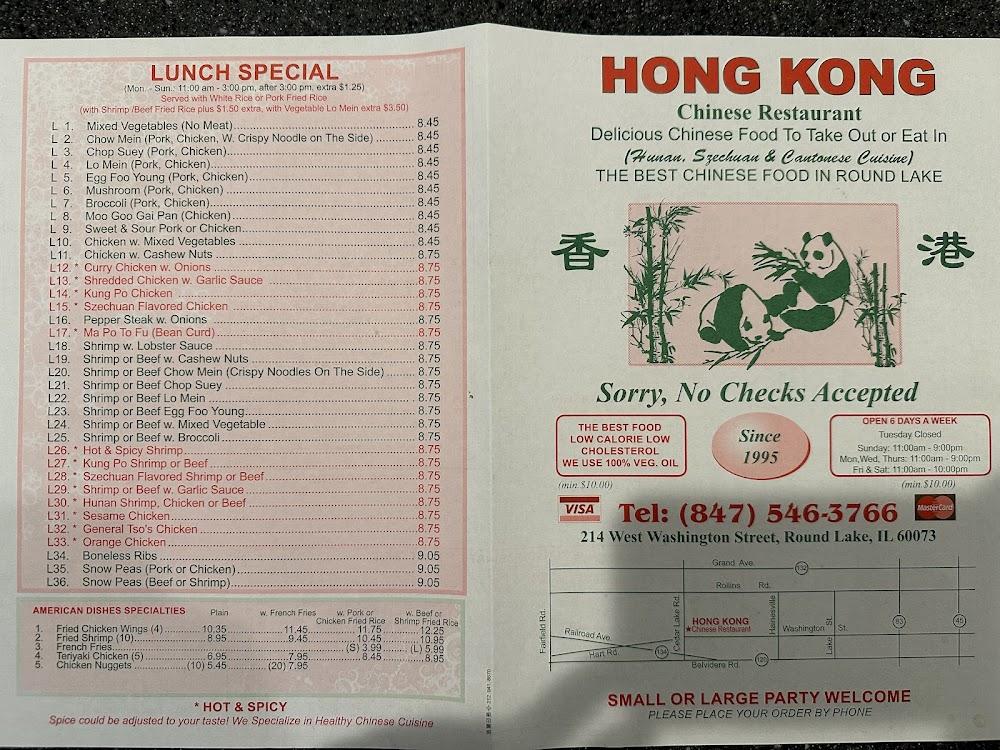 LUNCH SPECIAL
(Mon. - Sun.: 11:00 am - 3:00 pm, after 3:00 pm, extra $1.25)
Served with White Rice or Pork Fried Rice
(with Shrimp /Beef Fried Rice plus $1.50 extra, with Vegetable Lo Mein extra $3.50)
L 1. Mixed Vegetables (No Meat) 8.45
L 2. Chow Mein (Pork, Chicken, W. Crispy Noodle on The Side) 8.45
L 3. Chop Suey (Pork, Chicken) 8.45
L 4. Lo Mein (Pork, Chicken) 8.45
L 5. Egg Foo Young (Pork, Chicken) 8.45
L 6. Mushroom (Pork, Chicken) 8.45
L 7. Broccoli (Pork, Chicken) 8.45
L 8. Moo Goo Gai Pan (Chicken) 8.45
L 9. Sweet & Sour Pork or Chicken 8.45
L10. Chicken w. Mixed Vegetables 8.45
L11. Chicken w. Cashew Nuts 8.75
L12. * Curry Chicken w. Onions 8.75
L13. * Shredded Chicken w. Garlic Sauce 8.75
L14. * Kung Po Chicken 8.75
L15. * Szechuan Flavored Chicken 8.75
L16. Pepper Steak w. Onions 8.75
L17. * Ma Po To Fu (Bean Curd) 8.75
L18. Shrimp w. Lobster Sauce 8.75
L19. Shrimp or Beef w. Cashew Nuts 8.75
L20. Shrimp or Beef Chow Mein (Crispy Noodles On The Side) 8.75
L21. Shrimp or Beef Chop Suey 8.75
L22. Shrimp or Beef Lo Mein 8.75
L23. Shrimp or Beef Egg Foo Young 8.75
L24. Shrimp or Beef w. Mixed Vegetable 8.75
L25. Shrimp or Beef w. Broccoli 8.75
L26. * Hot & Spicy Shrimp 8.75
L27. * Kung Po Shrimp or Beef 8.75
L28. * Szechuan Flavored Shrimp or Beef 8.75
L29. * Shrimp or Beef w. Garlic Sauce 8.75
L30. * Hunan Shrimp, Chicken or Beef 8.75
L31. * Sesame Chicken 8.75
L32. * General Tso's Chicken 8.75
L33. * Orange Chicken 8.75
L34. Boneless Ribs 9.05
L35. Snow Peas (Pork or Chicken) 9.05
L36. Snow Peas (Beef or Shrimp) 9.05
AMERICAN DISHES SPECIALTIES Plain w. French Fries w. Pork or Chicken Fried Rice w. Beef or Shrimp Fried Rice
1. Fried Chicken Wings (4) 10.35 11.45 11.75 12.25
2. Fried Shrimp (10) 8.95 9.45 10.45 10.95
3. French Fries (S) 3.99 (L) 5.99
4. Teriyaki Chicken (5) 6.95 7.95 8.45 8.95
5. Chicken Nuggets (10) 5.45 (20) 7.95
* HOT & SPICY
Spice could be adjusted to your taste! We Specialize in Healthy Chinese Cuisine
HONG KONG
Chinese Restaurant
Delicious Chinese Food To Take Out or Eat In
(Hunan, Szechuan & Cantonese Cuisine)
THE BEST CHINESE FOOD IN ROUND LAKE
香 港
Sorry, No Checks Accepted
THE BEST FOOD
LOW CALORIE LOW
CHOLESTEROL
WE USE 100% VEG. OIL
Since
1995
OPEN 6 DAYS A WEEK
Tuesday Closed
Sunday: 11:00am - 9:00pm
Mon,Wed, Thurs: 11:00am - 9:00pm
Fri & Sat: 11:00am - 10:00pm
(min.$10.00)
(min.$10.00)
VISA
Tel: (847) 546-3766
MasterCard
214 West Washington Street, Round Lake, IL 60073
Grand Ave.
132
Rollins Rd.
Fairfield Rd.
Cedar Lake Rd.
Hainesville
HONG KONG
★Chinese Restaurant
Washington St.
Lake St.
83
45
Railroad Ave.
Hart Rd.
134
Belvidere Rd.
120
SMALL OR LARGE PARTY WELCOME
PLEASE PLACE YOUR ORDER BY PHONE